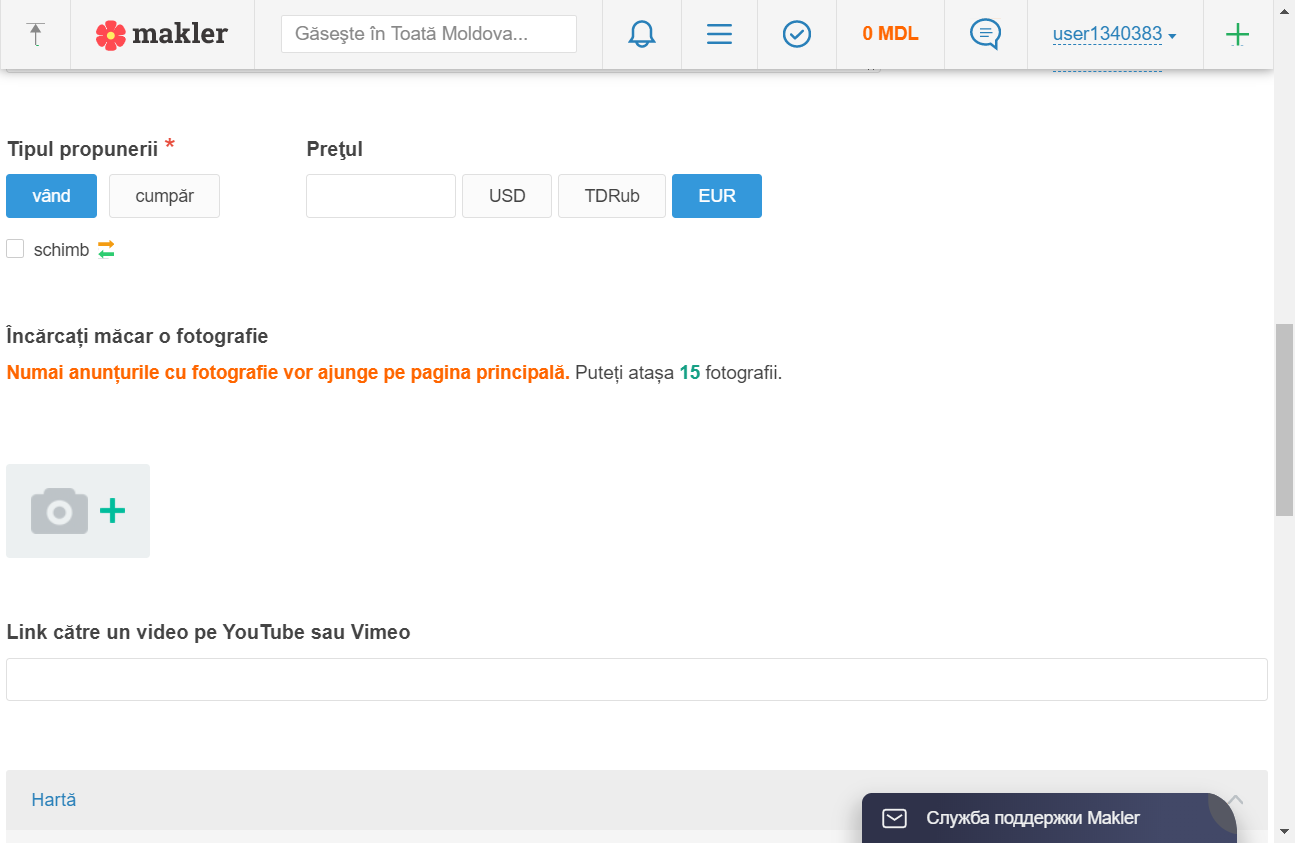 makler
Găseşte în Toată Moldova...
0 MDL
user1340383
Tipul propunerii *
Preţul
vând
cumpăr
USD
TDRub
EUR
schimb
Încărcați măcar o fotografie
Numai anunțurile cu fotografie vor ajunge pe pagina principală. Puteți atașa 15 fotografii.
Link către un video pe YouTube sau Vimeo
Hartă
Служба поддержки Makler